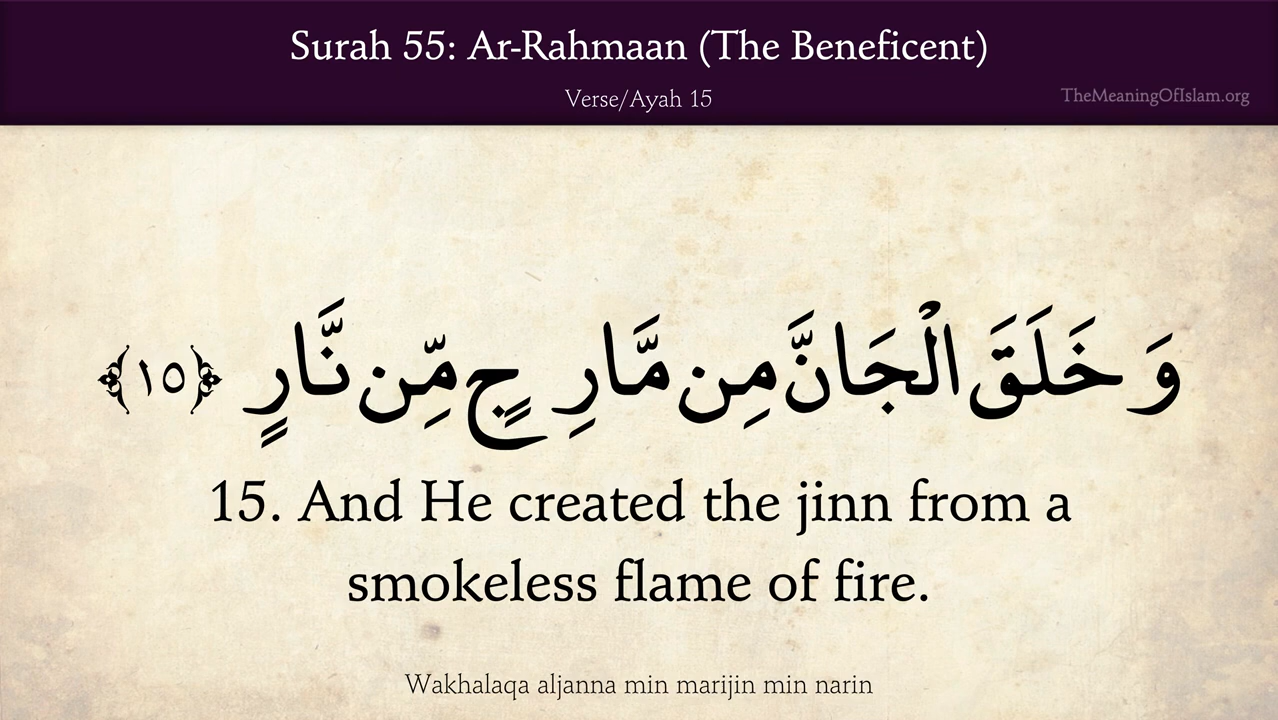 Surah 55: Ar-Rahmaan (The Beneficent)
Verse/Ayah 15
TheMeaningOfIslam.org
وَخَلَقَ الْجَانَّ مِن مَّارِجٍ مِّن نَّارٍ ﴿١٥﴾
15. And He created the jinn from a
smokeless flame of fire.
Wakhalaqa aljanna min marijin min narin